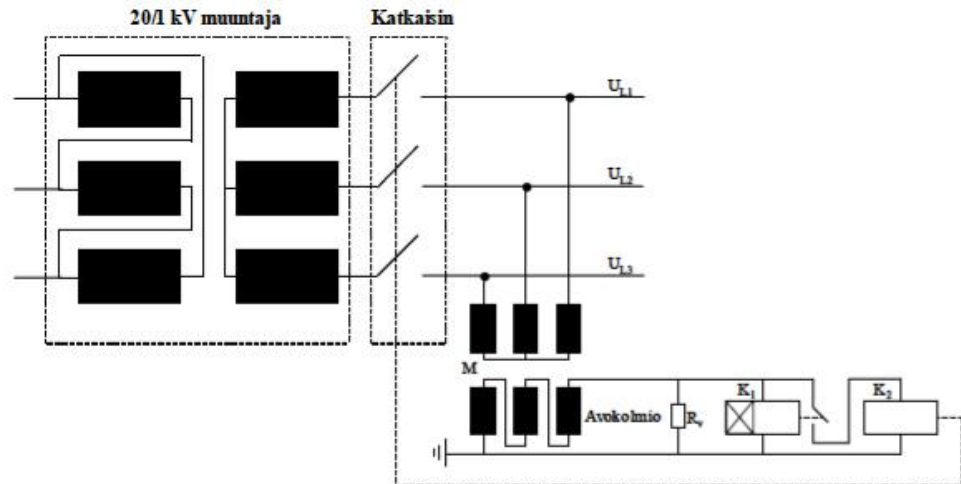 20/1 kV muuntaja
Katkaisin
U_L1
U_L2
U_L3
M
Avokolmio
R_v
K_1
K_2